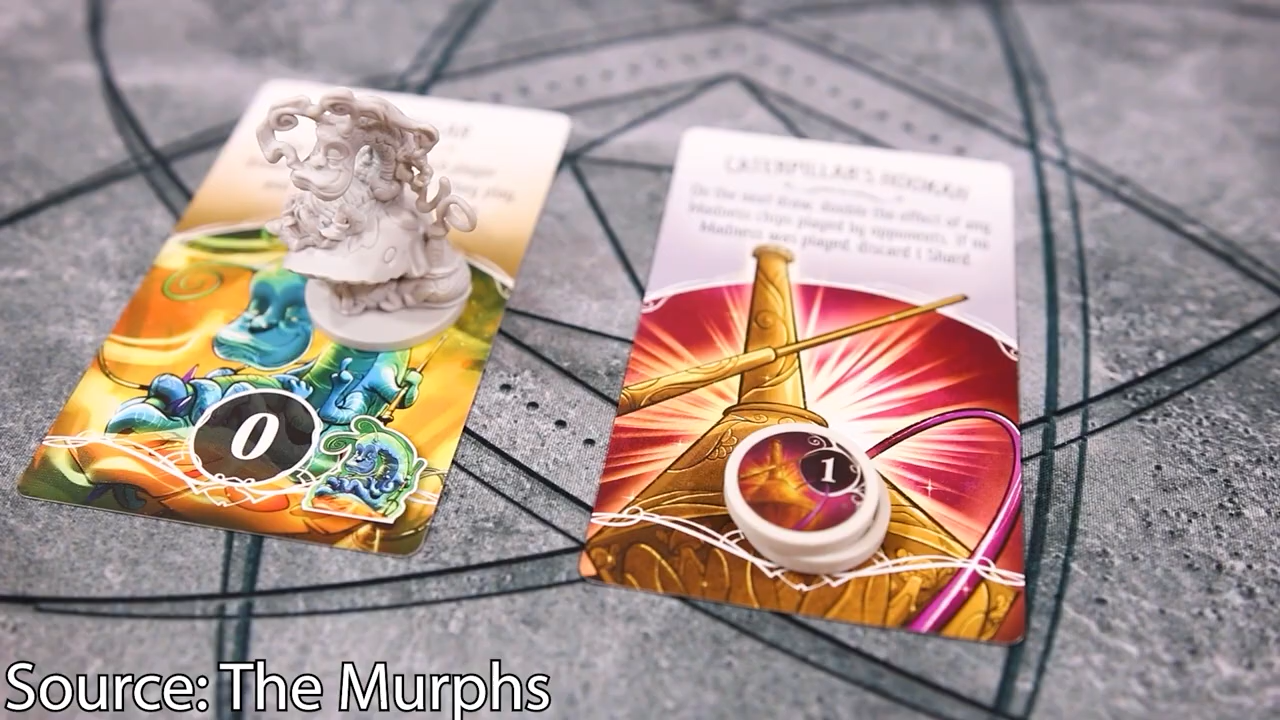 CATERPILLAR'S HOOKAH
On the next draw, double the effect of any
Madness chips played by opponents. If no
Madness was played, discard 1 Shard.
0
1
Source: The Murphs